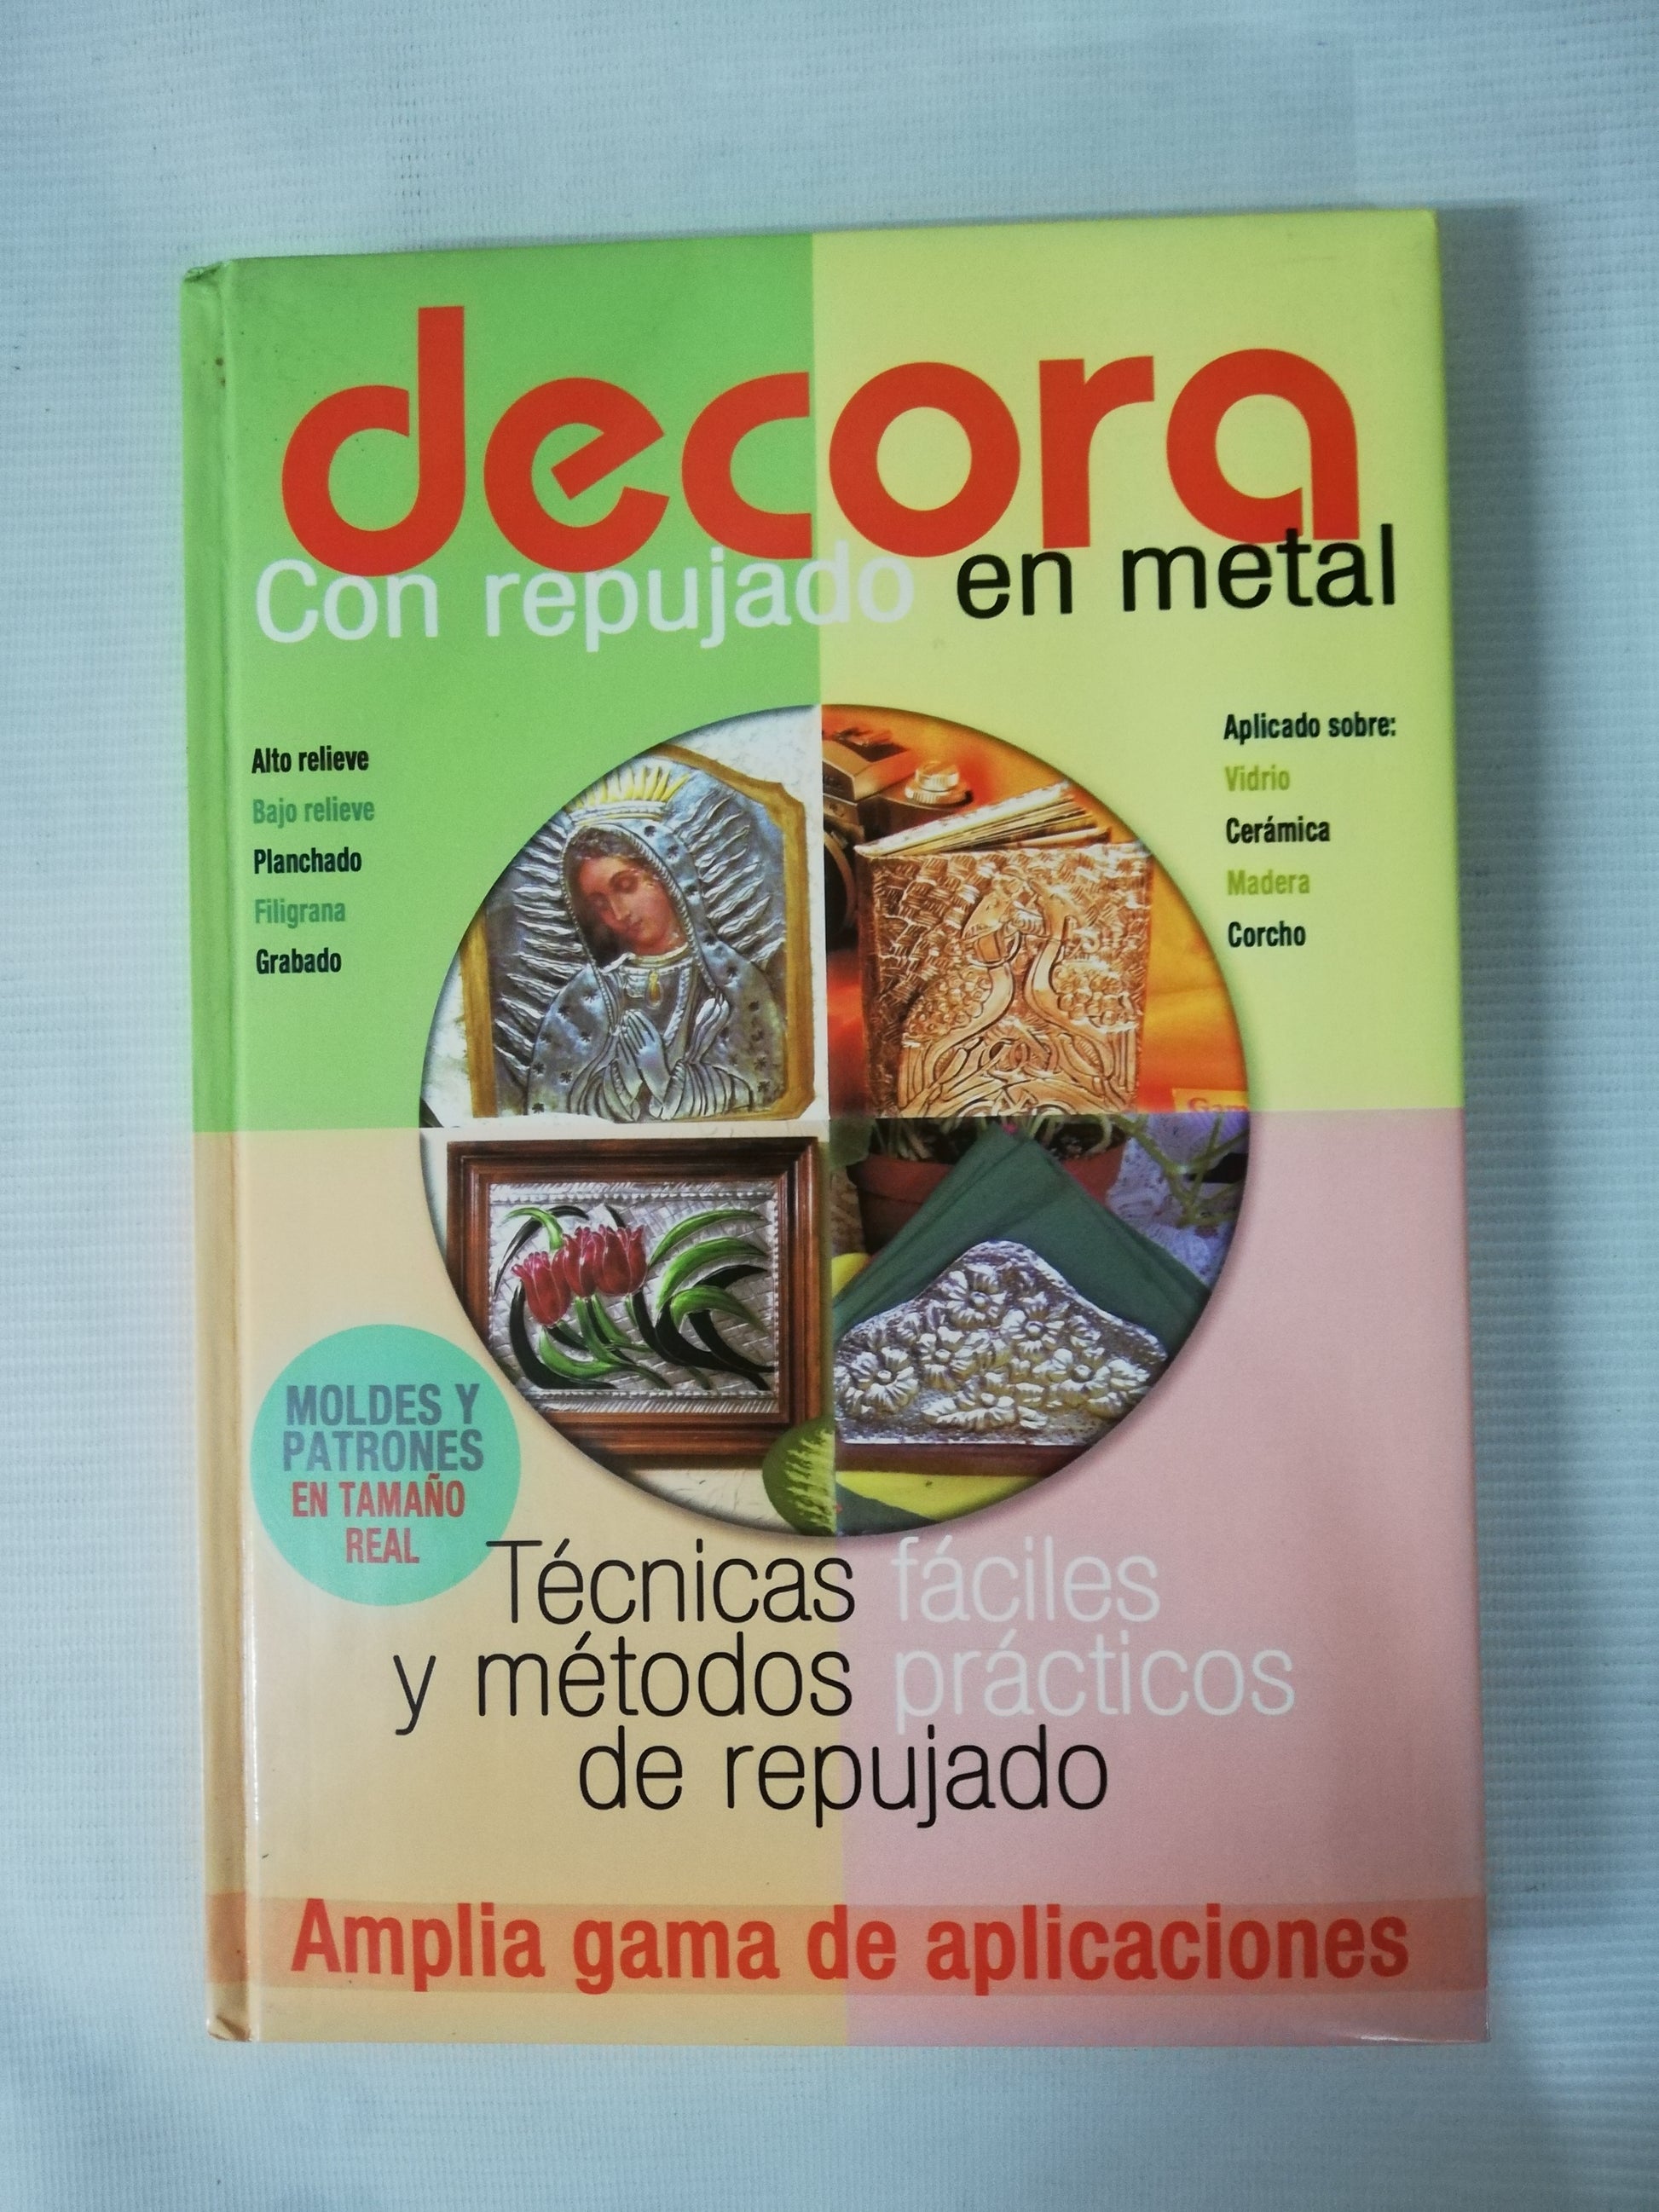 decora
Con repujado en metal
Alto relieve
Bajo relieve
Planchado
Filigrana
Grabado
Aplicado sobre:
Vidrio
Cerámica
Madera
Corcho
MOLDES Y
PATRONES
EN TAMAÑO
REAL
Técnicas fáciles
y métodos prácticos
de repujado
Amplia gama de aplicaciones